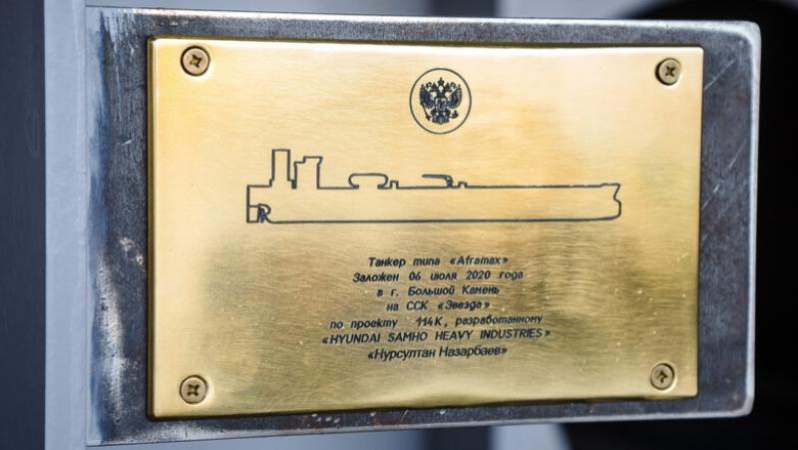 Танкер типа «Aframax»
Заложен 06 июля 2020 года
в г. Большой Камень
на ССК «Звезда»
по проекту 114К, разработанному
«HYUNDAI SAMHO HEAVY INDUSTRIES»
«Нурсултан Назарбаев»